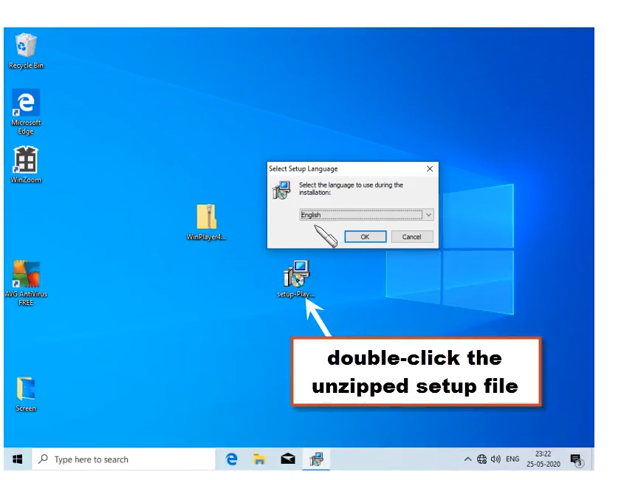 Recycle Bin
Microsoft
Edge
WinZoom
WinPlayer4...
Select Setup Language
Select the language to use during the
installation:
English
OK
Cancel
setup-Play...
AVG AntiVirus
FREE
double-click the
unzipped setup file
Screen
Type here to search
ENG
23:22
25-05-2020
3